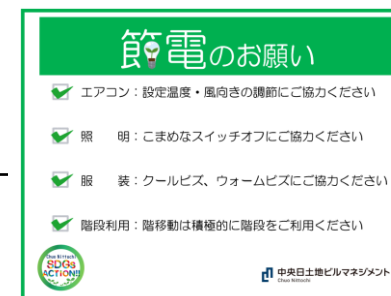 節電のお願い
エアコン：設定温度・風向きの調節にご協力ください
照　明：こまめなスイッチオフにご協力ください
服　装：クールビズ、ウォームビズにご協力ください
階段利用：階移動は積極的に階段をご利用ください
Chuo Nittochi
SDGs
ACTION!!
中央日土地ビルマネジメント
Chuo Nittochi